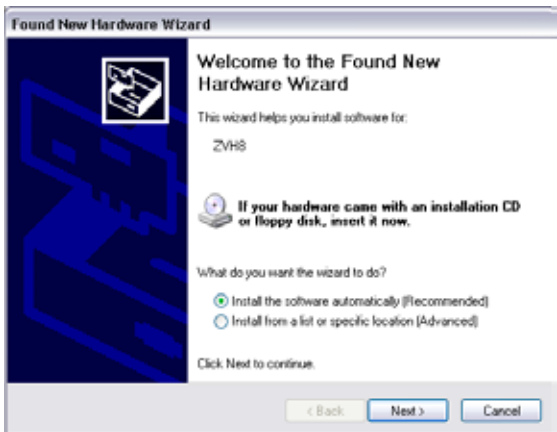 Found New Hardware Wizard
Welcome to the Found New
Hardware Wizard
This wizard helps you install software for:
ZVH8
If your hardware came with an installation CD
or floppy disk, insert it now.
What do you want the wizard to do?
Install the software automatically (Recommended)
Install from a list or specific location (Advanced)
Click Next to continue.
< Back Next > Cancel